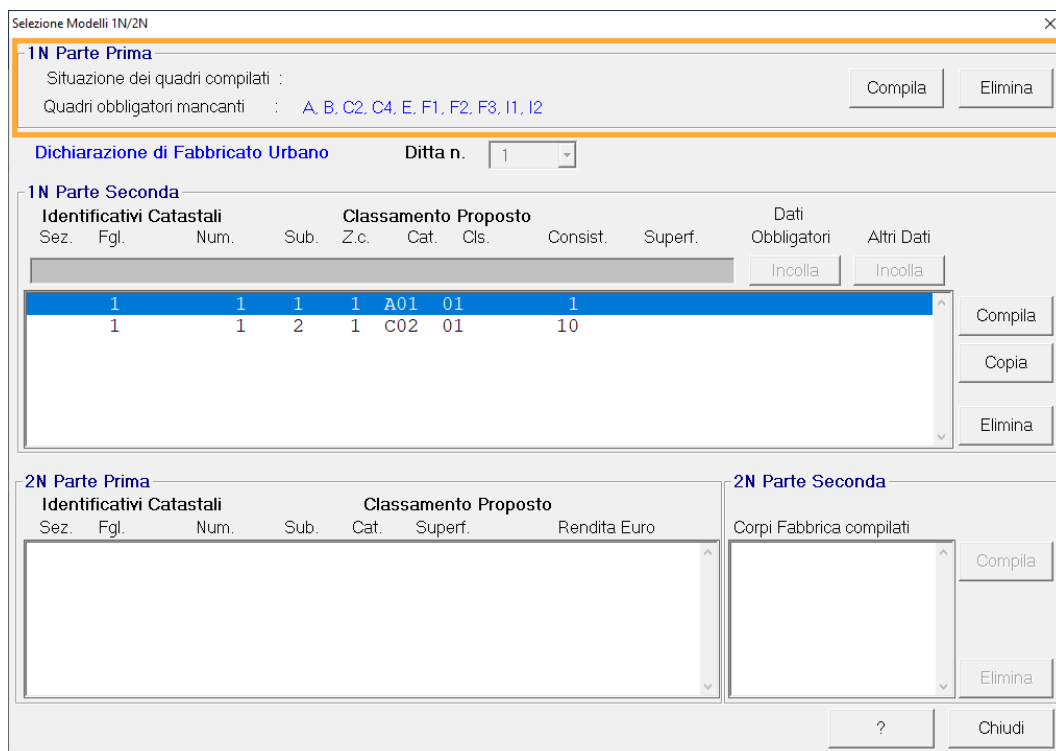 Selezione Modelli 1N/2N
1N Parte Prima
Situazione dei quadri compilati :
Compila Elimina
Quadri obbligatori mancanti : A, B, C2, C4, E, F1, F2, F3, I1, I2
Dichiarazione di Fabbricato Urbano Ditta n. 1
1N Parte Seconda
Identificativi Catastali Classamento Proposto Dati
Sez. Fgl. Num. Sub. Z.c. Cat. Cls. Consist. Superf. Obbligatori Altri Dati
Incolla Incolla
1 1 1 1 A01 01 1
Compila
1 1 2 1 C02 01 10
Copia
Elimina
2N Parte Prima 2N Parte Seconda
Identificativi Catastali Classamento Proposto
Sez. Fgl. Num. Sub. Cat. Superf. Rendita Euro Corpi Fabbrica compilati
Compila
Elimina
? Chiudi